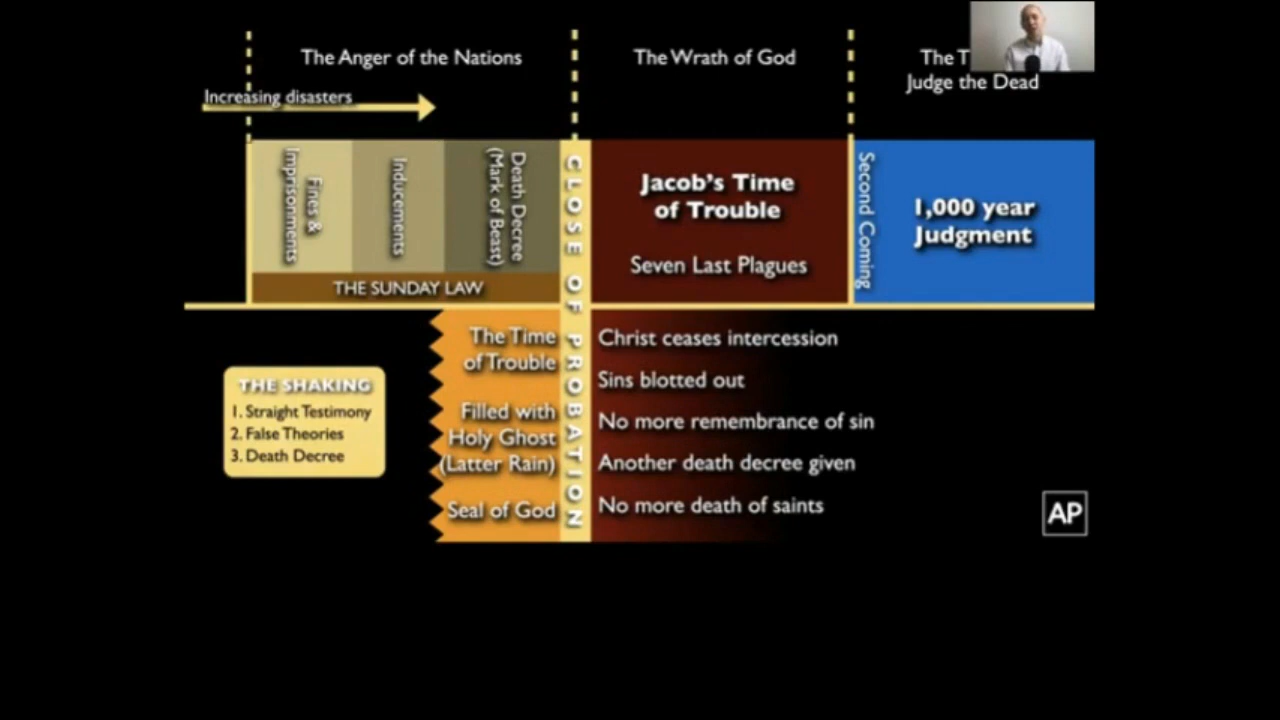 The Anger of the Nations
The Wrath of God
The
Judge the Dead
Increasing disasters
Fines &
Imprisonments
Inducements
Death Decree
(Mark of Beast)
THE SUNDAY LAW
CLOSE OF PROBATION
Jacob's Time
of Trouble
Seven Last Plagues
Second Coming
1,000 year
Judgment
THE SHAKING
1. Straight Testimony
2. False Theories
3. Death Decree
The Time
of Trouble
Filled with
Holy Ghost
(Latter Rain)
Seal of God
Christ ceases intercession
Sins blotted out
No more remembrance of sin
Another death decree given
No more death of saints
AP